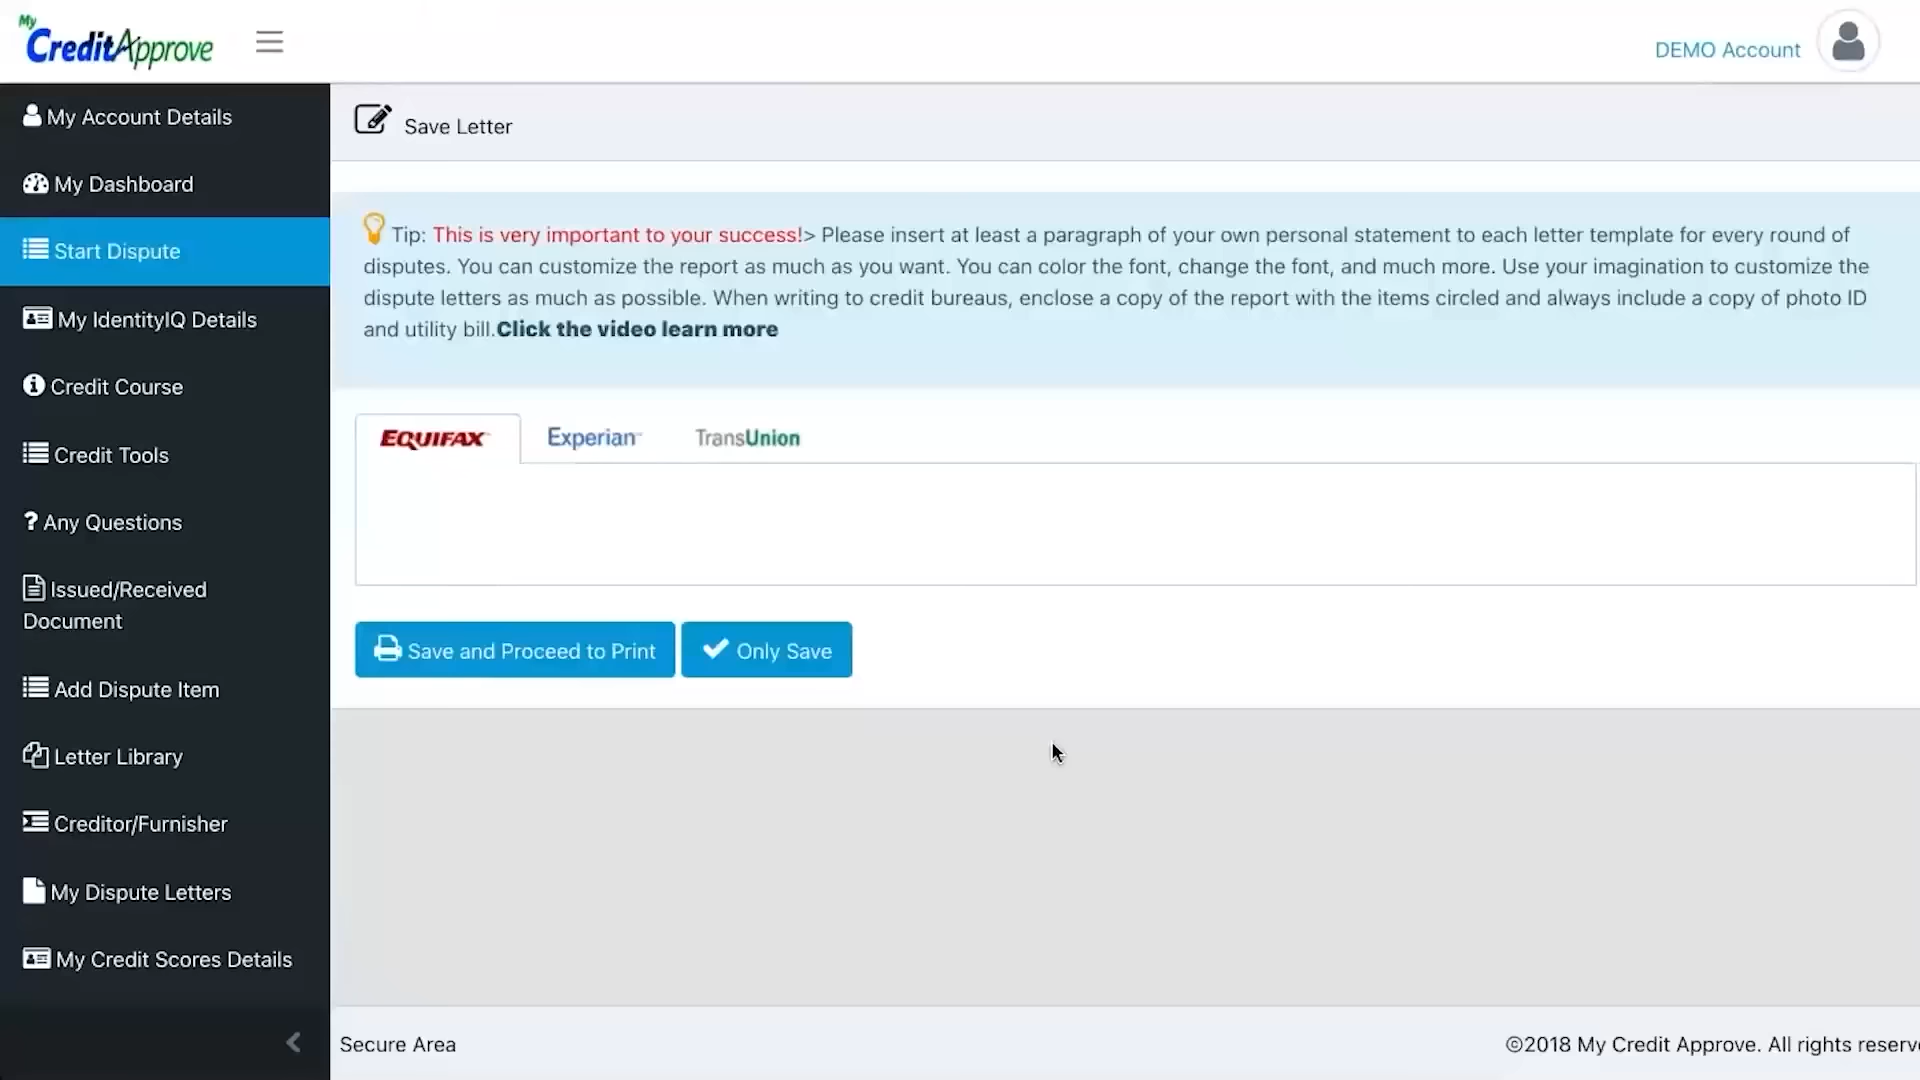 My
CreditApprove
DEMO Account
My Account Details
My Dashboard
Start Dispute
My IdentityIQ Details
Credit Course
Credit Tools
Any Questions
Issued/Received
Document
Add Dispute Item
Letter Library
Creditor/Furnisher
My Dispute Letters
My Credit Scores Details
Save Letter
Tip: This is very important to your success!> Please insert at least a paragraph of your own personal statement to each letter template for every round of
disputes. You can customize the report as much as you want. You can color the font, change the font, and much more. Use your imagination to customize the
dispute letters as much as possible. When writing to credit bureaus, enclose a copy of the report with the items circled and always include a copy of photo ID
and utility bill.Click the video learn more
EQUIFAX Experian TransUnion
Save and Proceed to Print Only Save
Secure Area
©2018 My Credit Approve. All rights reserv